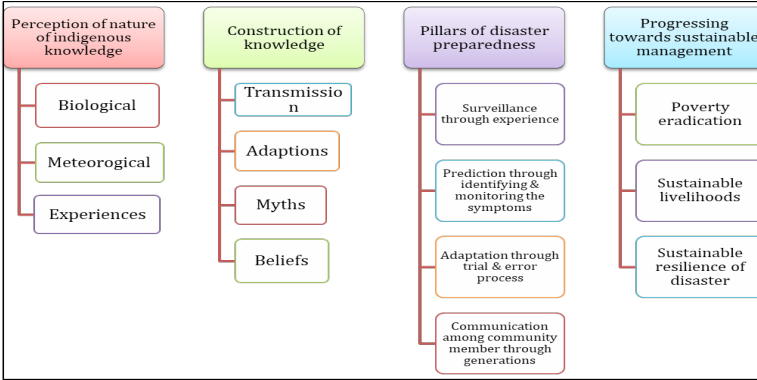 Perception of nature
of indigenous
knowledge
Biological
Meteorogical
Experiences
Construction of
knowledge
Transmissio
n
Adaptions
Myths
Beliefs
Pillars of disaster
preparedness
Surveillance
through experience
Prediction through
identifying &
monitoring the
symptoms
Adaptation through
trial & error
process
Communication
among community
member through
generations
Progressing
towards sustainable
management
Poverty
eradication
Sustainable
livelihoods
Sustainable
resilience of
disaster